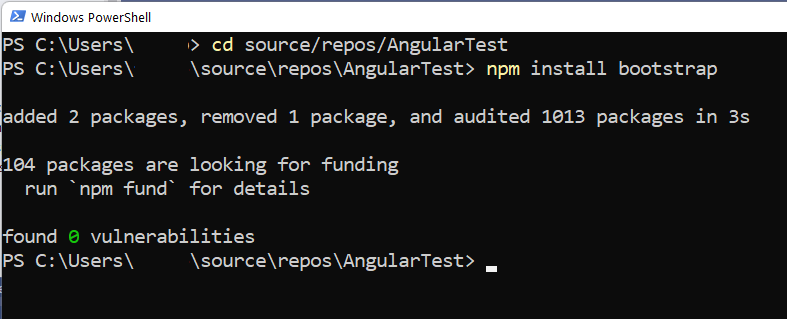 Windows PowerShell
PS C:\Users\ > cd source/repos/AngularTest
PS C:\Users\ \source\repos\AngularTest> npm install bootstrap
added 2 packages, removed 1 package, and audited 1013 packages in 3s
104 packages are looking for funding
  run `npm fund` for details
found 0 vulnerabilities
PS C:\Users\ \source\repos\AngularTest>